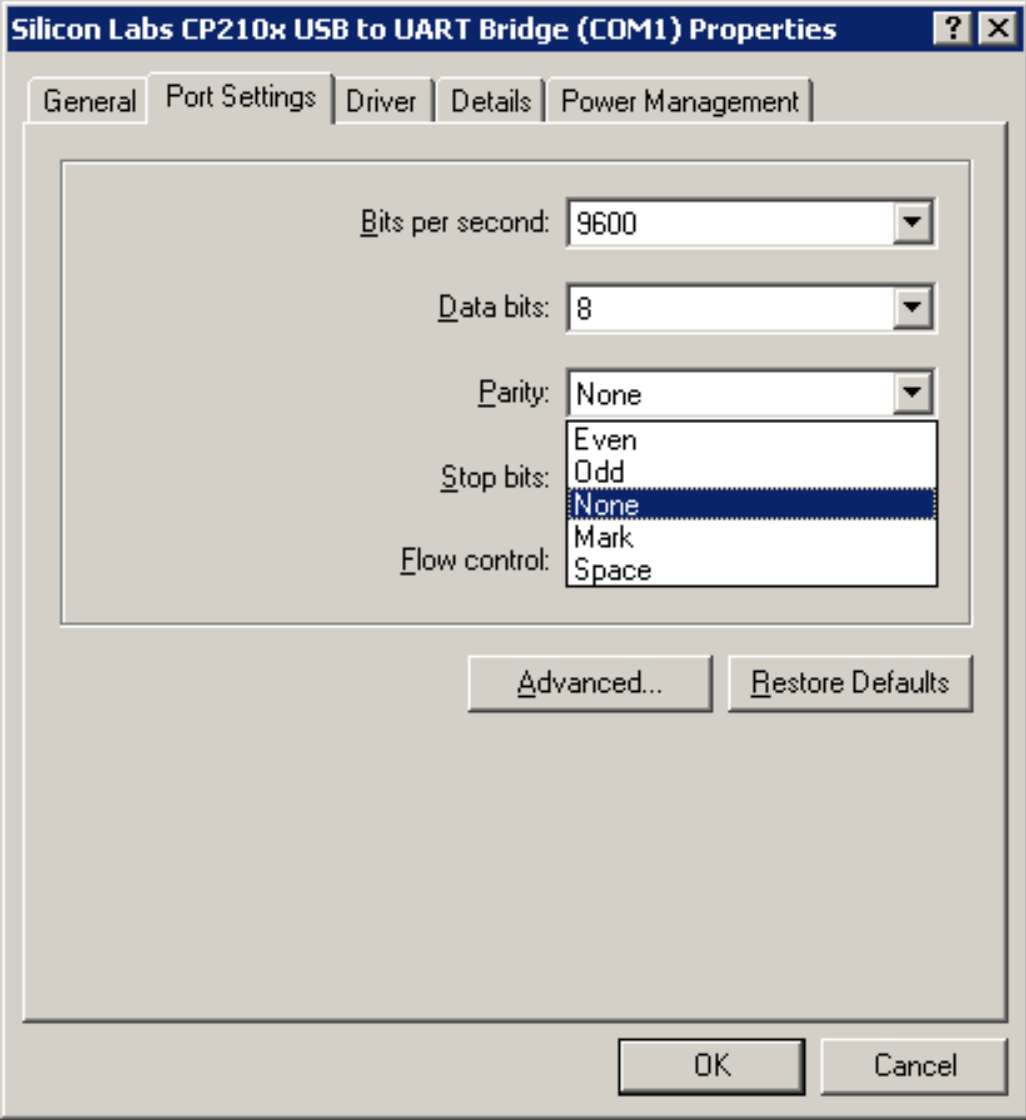 Silicon Labs CP210x USB to UART Bridge (COM1) Properties ?
General Port Settings Driver Details Power Management
Bits per second: 9600
Data bits: 8
Parity: None
Even
Odd
Stop bits:
None
Mark
Flow control:
Space
Advanced... Restore Defaults
OK Cancel